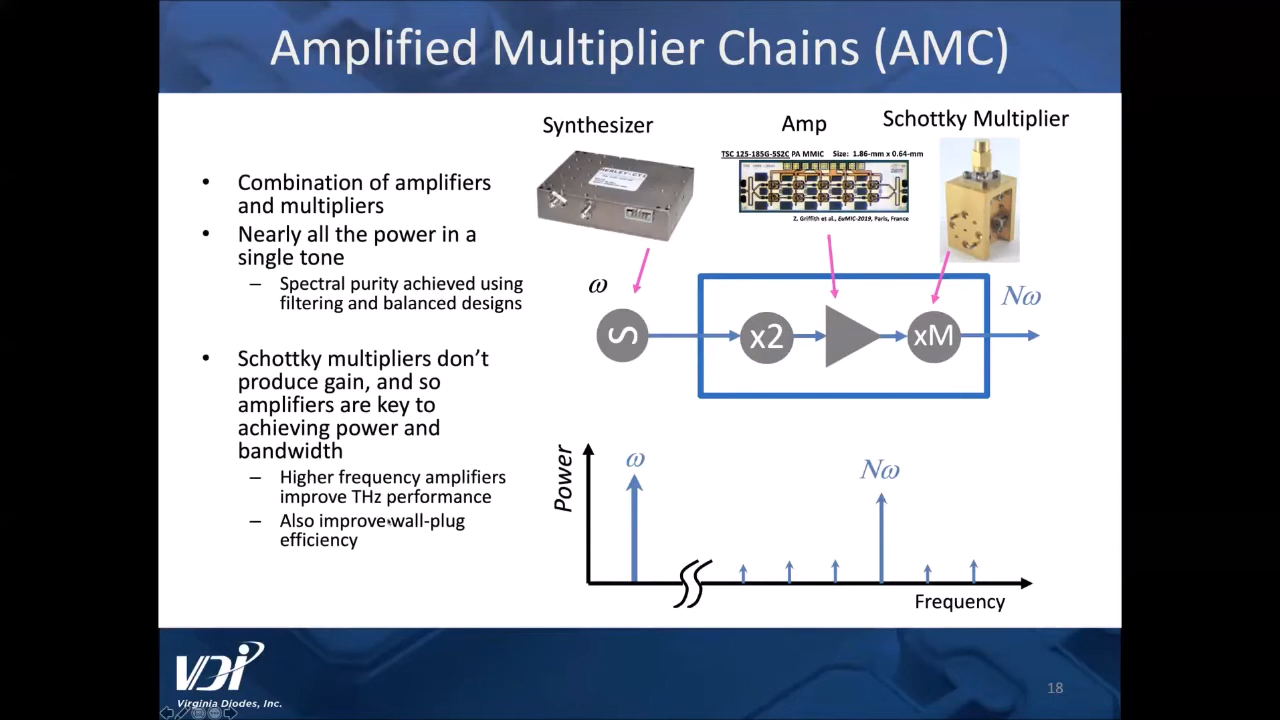 Amplified Multiplier Chains (AMC)
Synthesizer
Amp
Schottky Multiplier
TSC 125-185G-5S2C PA MMIC Size: 1.86-mm x 0.64-mm
Z. Griffith et al., EuMIC-2019, Paris, France
• Combination of amplifiers
and multipliers
• Nearly all the power in a
single tone
– Spectral purity achieved using
filtering and balanced designs
• Schottky multipliers don’t
produce gain, and so
amplifiers are key to
achieving power and
bandwidth
– Higher frequency amplifiers
improve THz performance
– Also improve wall-plug
efficiency
ω
x2
xM
Nω
Power
ω
Nω
Frequency
VDI
Virginia Diodes, Inc.
18